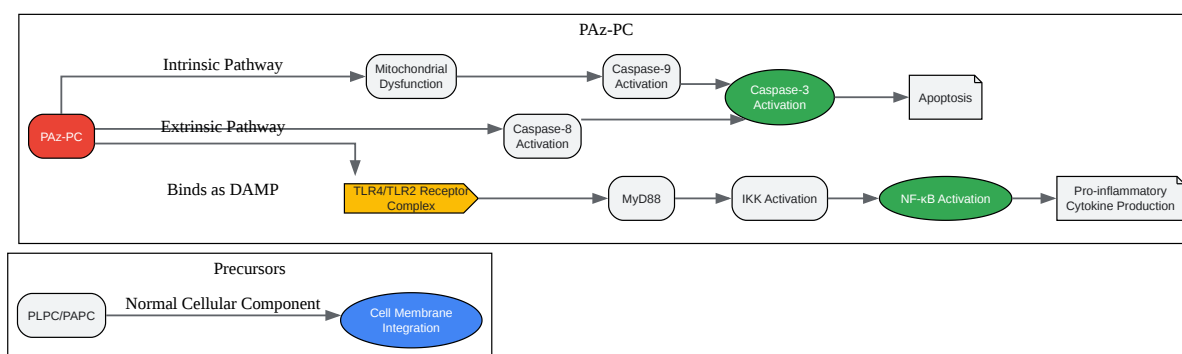 PAz-PC
Intrinsic Pathway
Mitochondrial
Dysfunction
Caspase-9
Activation
Caspase-3
Activation
Apoptosis
PAz-PC
Extrinsic Pathway
Caspase-8
Activation
Binds as DAMP
TLR4/TLR2 Receptor
Complex
MyD88
IKK Activation
NF-κB Activation
Pro-inflammatory
Cytokine Production
Precursors
PLPC/PAPC
Normal Cellular Component
Cell Membrane
Integration